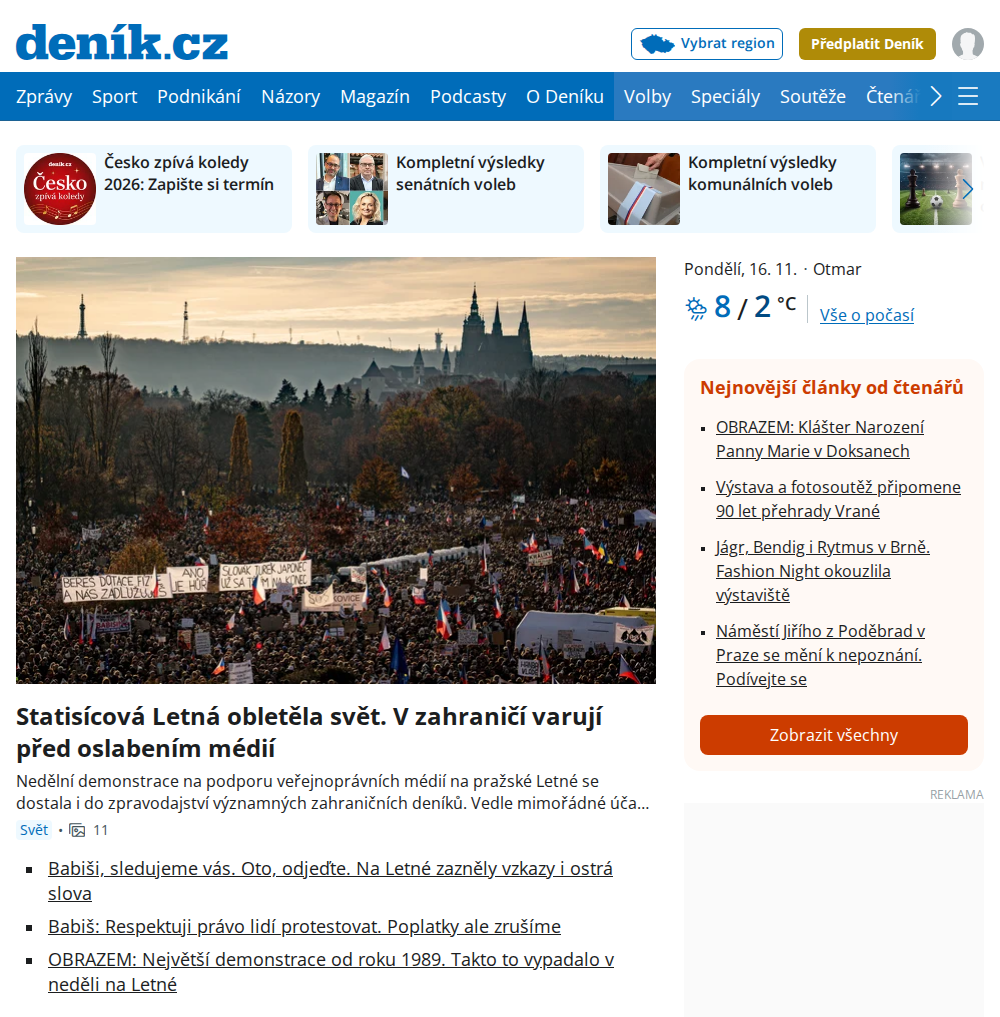 deník.cz
Vybrat region
Předplatit Deník
Zprávy Sport Podnikání Názory Magazín Podcasty O Deníku Volby Speciály Soutěže Čtenář
deník.cz
Česko
zpívá koledy
Česko zpívá koledy
2026: Zapište si termín
Kompletní výsledky
senátních voleb
Kompletní výsledky
komunálních voleb
BEREŠ DOTACE
A NÁS ZADLUŽUJEŠ
ANO
JE HŮŘ
SLOVAK TUREK JAPONEC
Statisícová Letná obletěla svět. V zahraničí varují
před oslabením médií
Nedělní demonstrace na podporu veřejnoprávních médií na pražské Letné se
dostala i do zpravodajství významných zahraničních deníků. Vedle mimořádné úča...
Svět • 11
Babiši, sledujeme vás. Oto, odjeďte. Na Letné zazněly vzkazy i ostrá
slova
Babiš: Respektuji právo lidí protestovat. Poplatky ale zrušíme
OBRAZEM: Největší demonstrace od roku 1989. Takto to vypadalo v
neděli na Letné
Pondělí, 16. 11. · Otmar
8 / 2 °C
Vše o počasí
Nejnovější články od čtenářů
OBRAZEM: Klášter Narození
Panny Marie v Doksanech
Výstava a fotosoutěž připomene
90 let přehrady Vrané
Jágr, Bendig i Rytmus v Brně.
Fashion Night okouzlila
výstaviště
Náměstí Jiřího z Poděbrad v
Praze se mění k nepoznání.
Podívejte se
Zobrazit všechny
REKLAMA